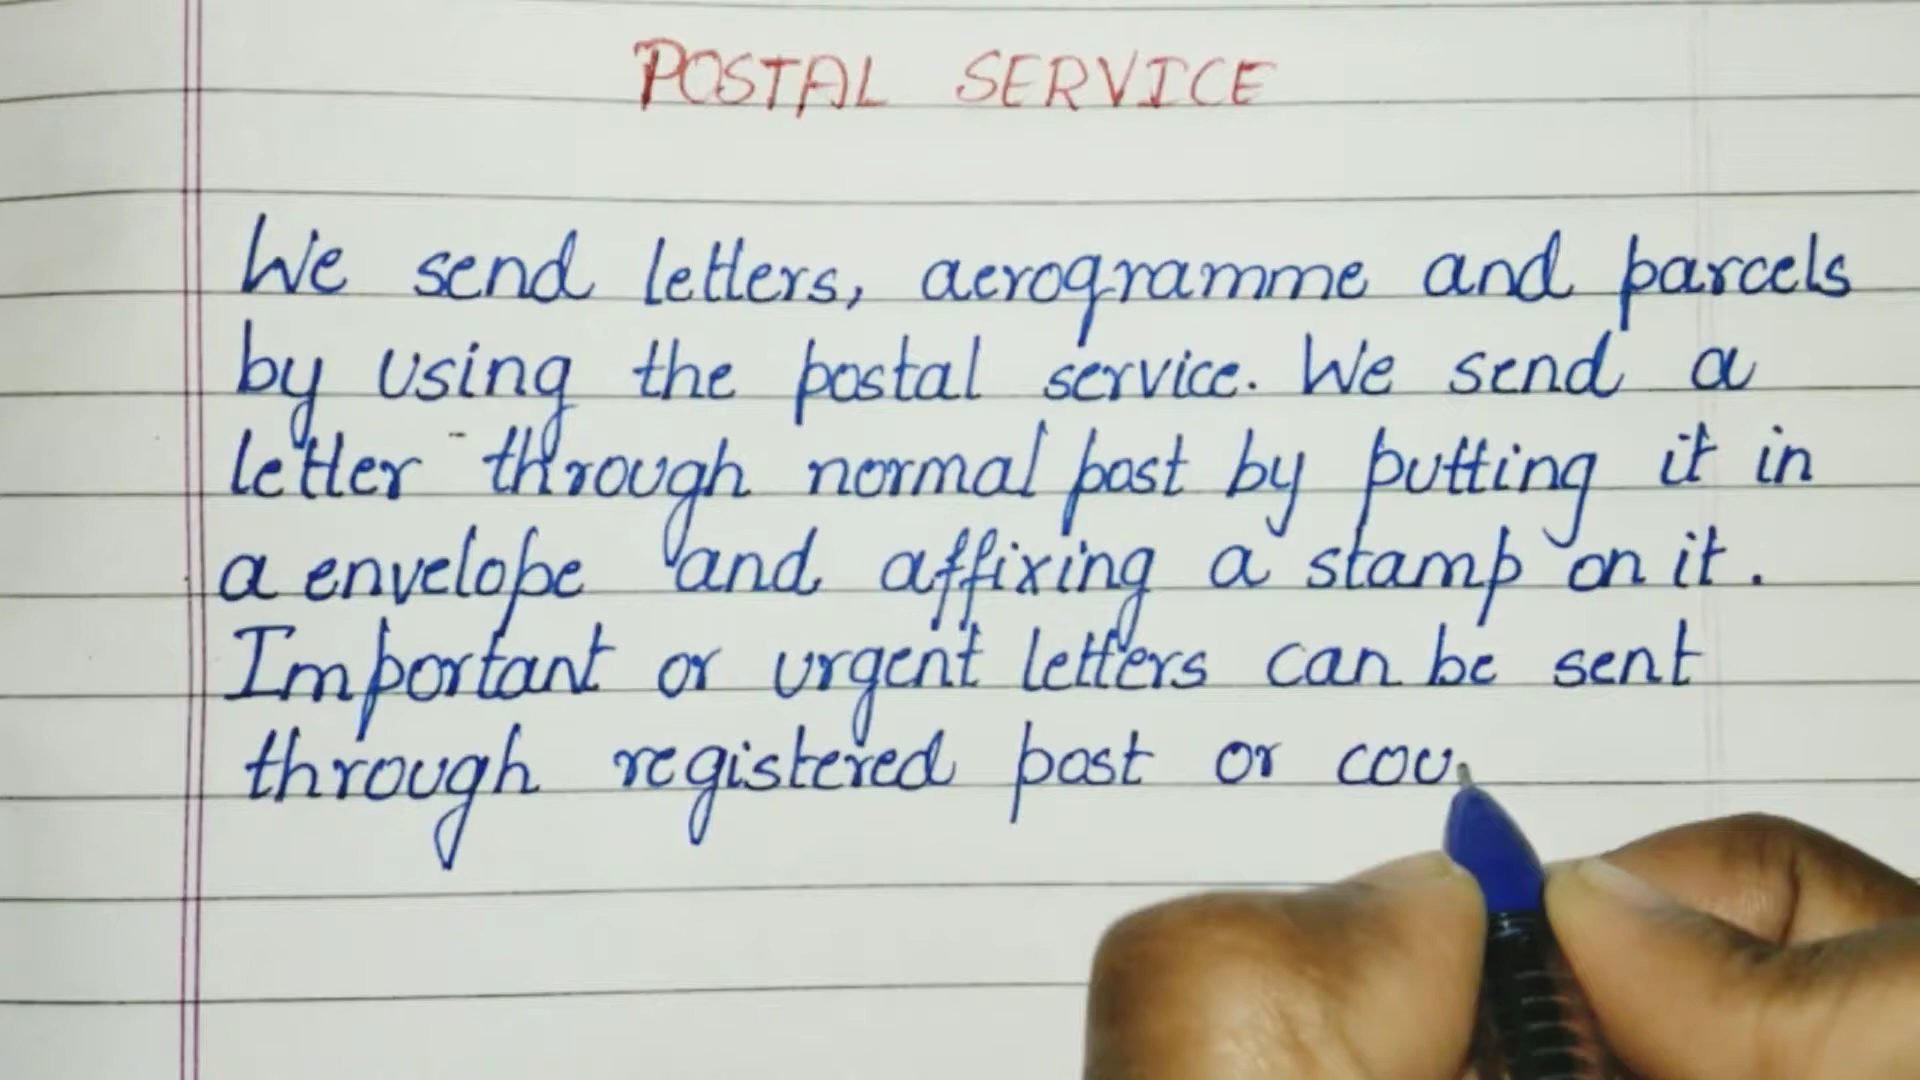 POSTAL SERVICE
We send letters, aerogramme and parcels
by using the postal service. We send a
letter through normal post by putting it in
a envelope and affixing a stamp on it.
Important or urgent letters can be sent
through registered post or cou